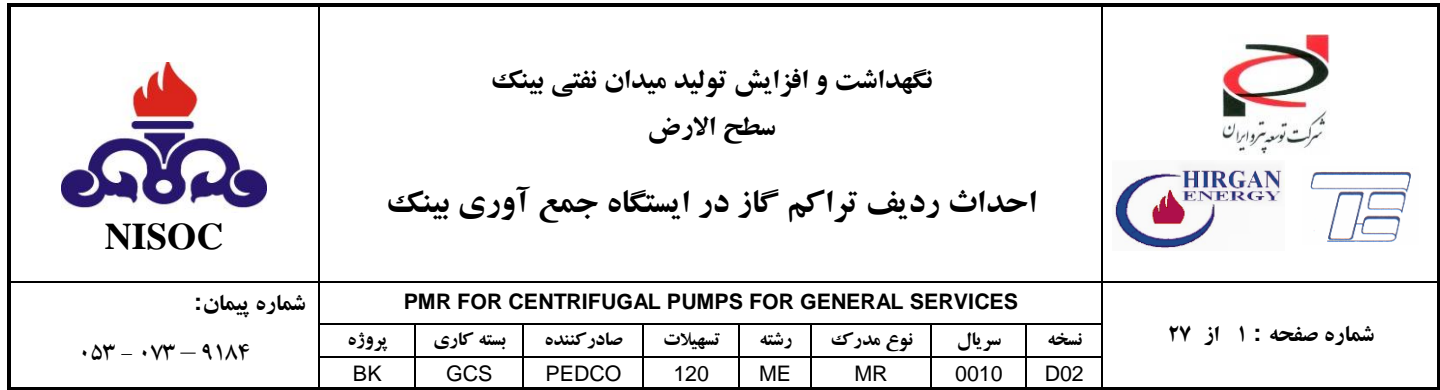 NISOC
نگهداشت و افزایش تولید میدان نفتی بینک
سطح الارض
احداث ردیف تراکم گاز در ایستگاه جمع آوری بینک
شرکت توسعه پترو ایران
HIRGAN
ENERGY
شماره پیمان:
۰۵۳ – ۰۷۳ – ۹۱۸۴
PMR FOR CENTRIFUGAL PUMPS FOR GENERAL SERVICES
پروژه بسته کاری صادرکننده تسهیلات رشته نوع مدرک سریال نسخه
BK GCS PEDCO 120 ME MR 0010 D02
شماره صفحه : ۱ از ۲۷